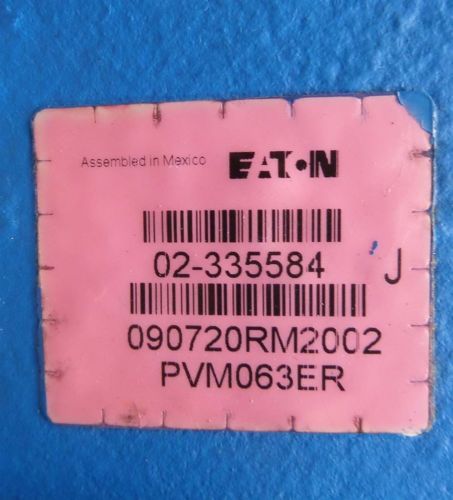 Assembled in Mexico EATON
02-335584 J
090720RM2002
PVM063ER